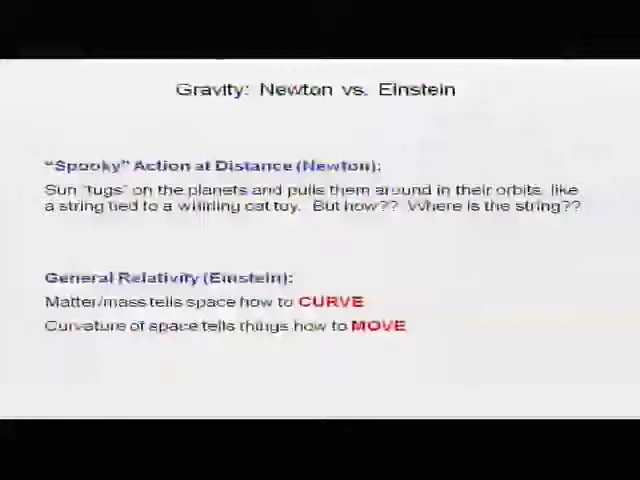 Gravity: Newton vs. Einstein
“Spooky” Action at Distance (Newton):
Sun “tugs” on the planets and pulls them around in their orbits, like
a string tied to a whirling cat toy. But how?? Where is the string??
General Relativity (Einstein):
Matter/mass tells space how to CURVE
Curvature of space tells things how to MOVE